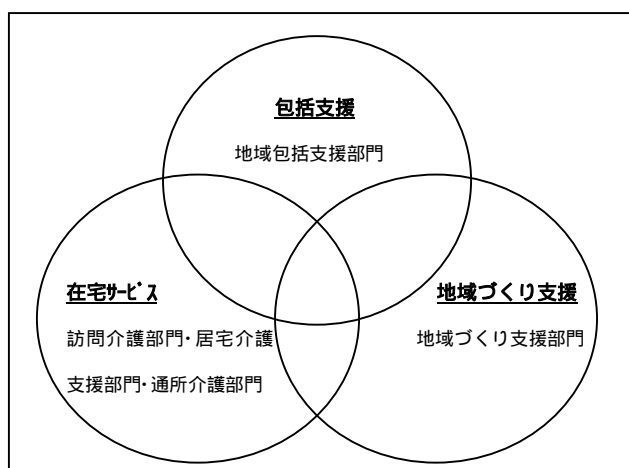 包括支援
地域包括支援部門
在宅ｻｰﾋﾞｽ
訪問介護部門・居宅介護
支援部門・通所介護部門
地域づくり支援
地域づくり支援部門